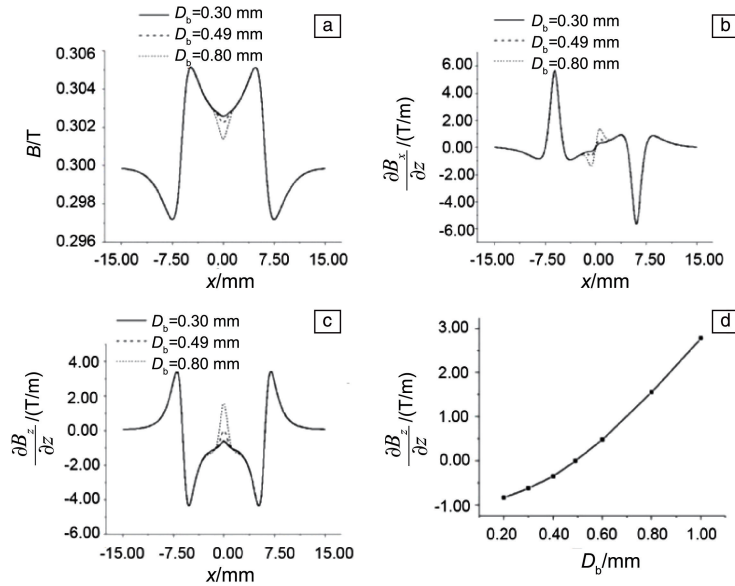 a
D_b=0.30 mm
D_b=0.49 mm
D_b=0.80 mm
0.306
0.304
0.302
0.300
0.298
0.296
B/T
-15.00 -7.50 0.00 7.50 15.00
x/mm
b
D_b=0.30 mm
D_b=0.49 mm
D_b=0.80 mm
6.00
4.00
2.00
0.00
-2.00
-4.00
-6.00
∂B_x/∂z /(T/m)
-15.00 -7.50 0.00 7.50 15.00
x/mm
c
D_b=0.30 mm
D_b=0.49 mm
D_b=0.80 mm
4.00
2.00
0.00
-2.00
-4.00
-6.00
∂B_z/∂z /(T/m)
-15.00 -7.50 0.00 7.50 15.00
x/mm
d
3.00
2.00
1.00
0.00
-1.00
∂B_z/∂z /(T/m)
0.20 0.40 0.60 0.80 1.00
D_b/mm